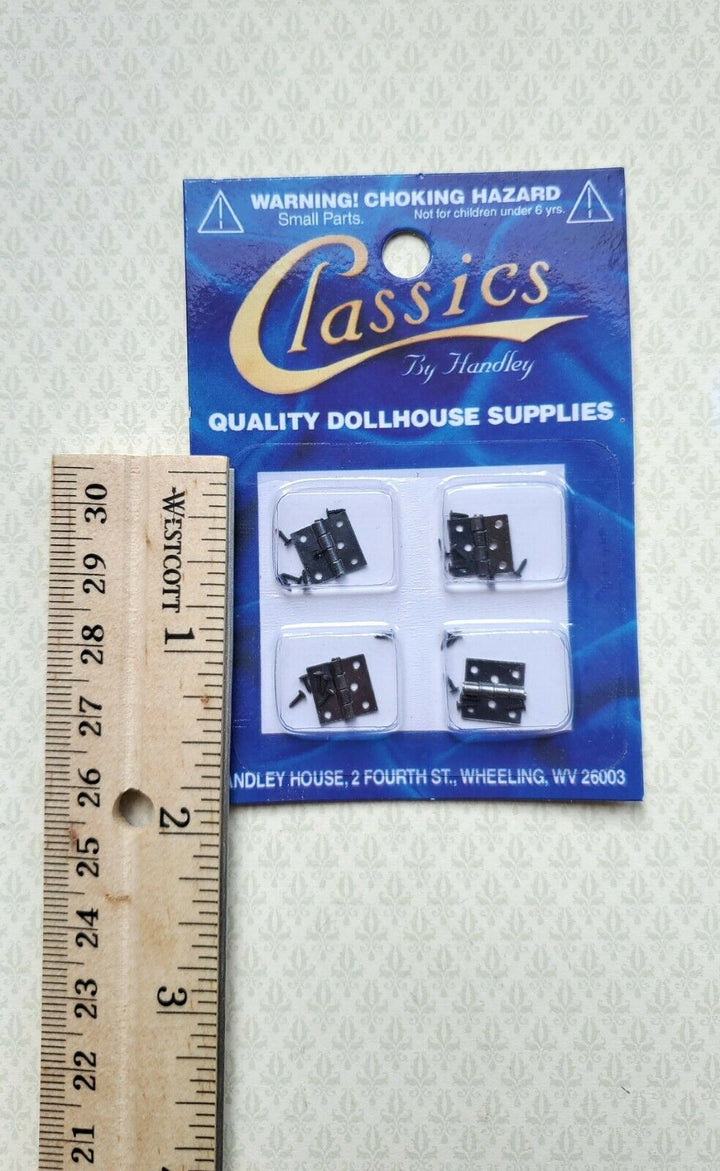 WARNING! CHOKING HAZARD
Small Parts. Not for children under 6 yrs.
Classics
By Handley
QUALITY DOLLHOUSE SUPPLIES
ANDLEY HOUSE, 2 FOURTH ST., WHEELING, WV 26003
WESTCOTT
1
2
3
30
29
28
27
26
25
24
23
22
21